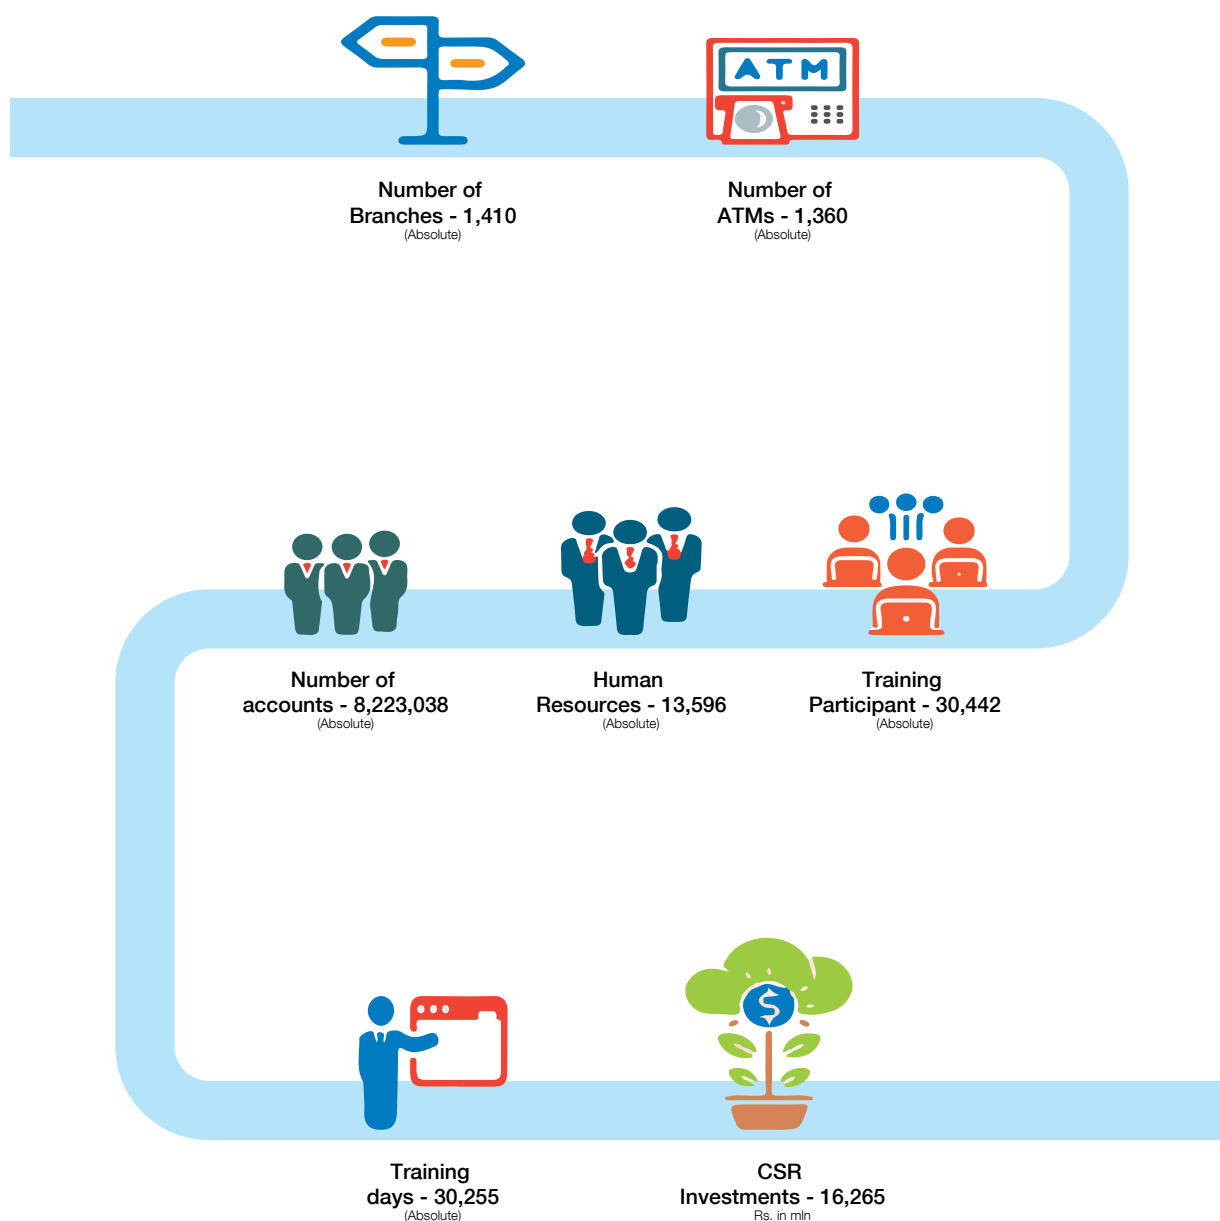 ATM
Number of
Branches - 1,410
(Absolute)
Number of
ATMs - 1,360
(Absolute)
Number of
accounts - 8,223,038
(Absolute)
Human
Resources - 13,596
(Absolute)
Training
Participant - 30,442
(Absolute)
$
Training
days - 30,255
(Absolute)
CSR
Investments - 16,265
Rs. in mln